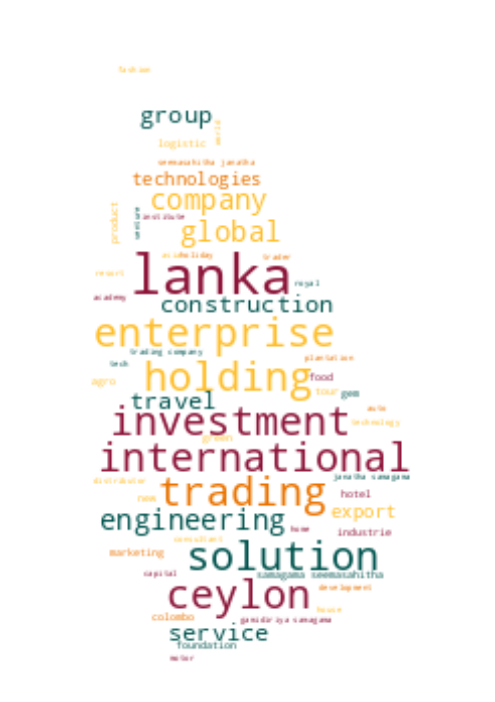 fashion
group
world
logistic
seemasahitha janatha
technologies
company
product
venture
institute
global
asia
holiday
trader
lanka
resort
royal
academy
construction
enterprise
trading company
plantation
tech
holding
food
agro
tour
gem
travel
auto
investment
technology
green
international
janatha samagama
distributor
trading
new
hotel
export
engineering
home
industrie
consultant
marketing
solution
capital
samagama seemasahitha
development
ceylon
house
colombo
gamidiriya samagama
service
foundation
motor